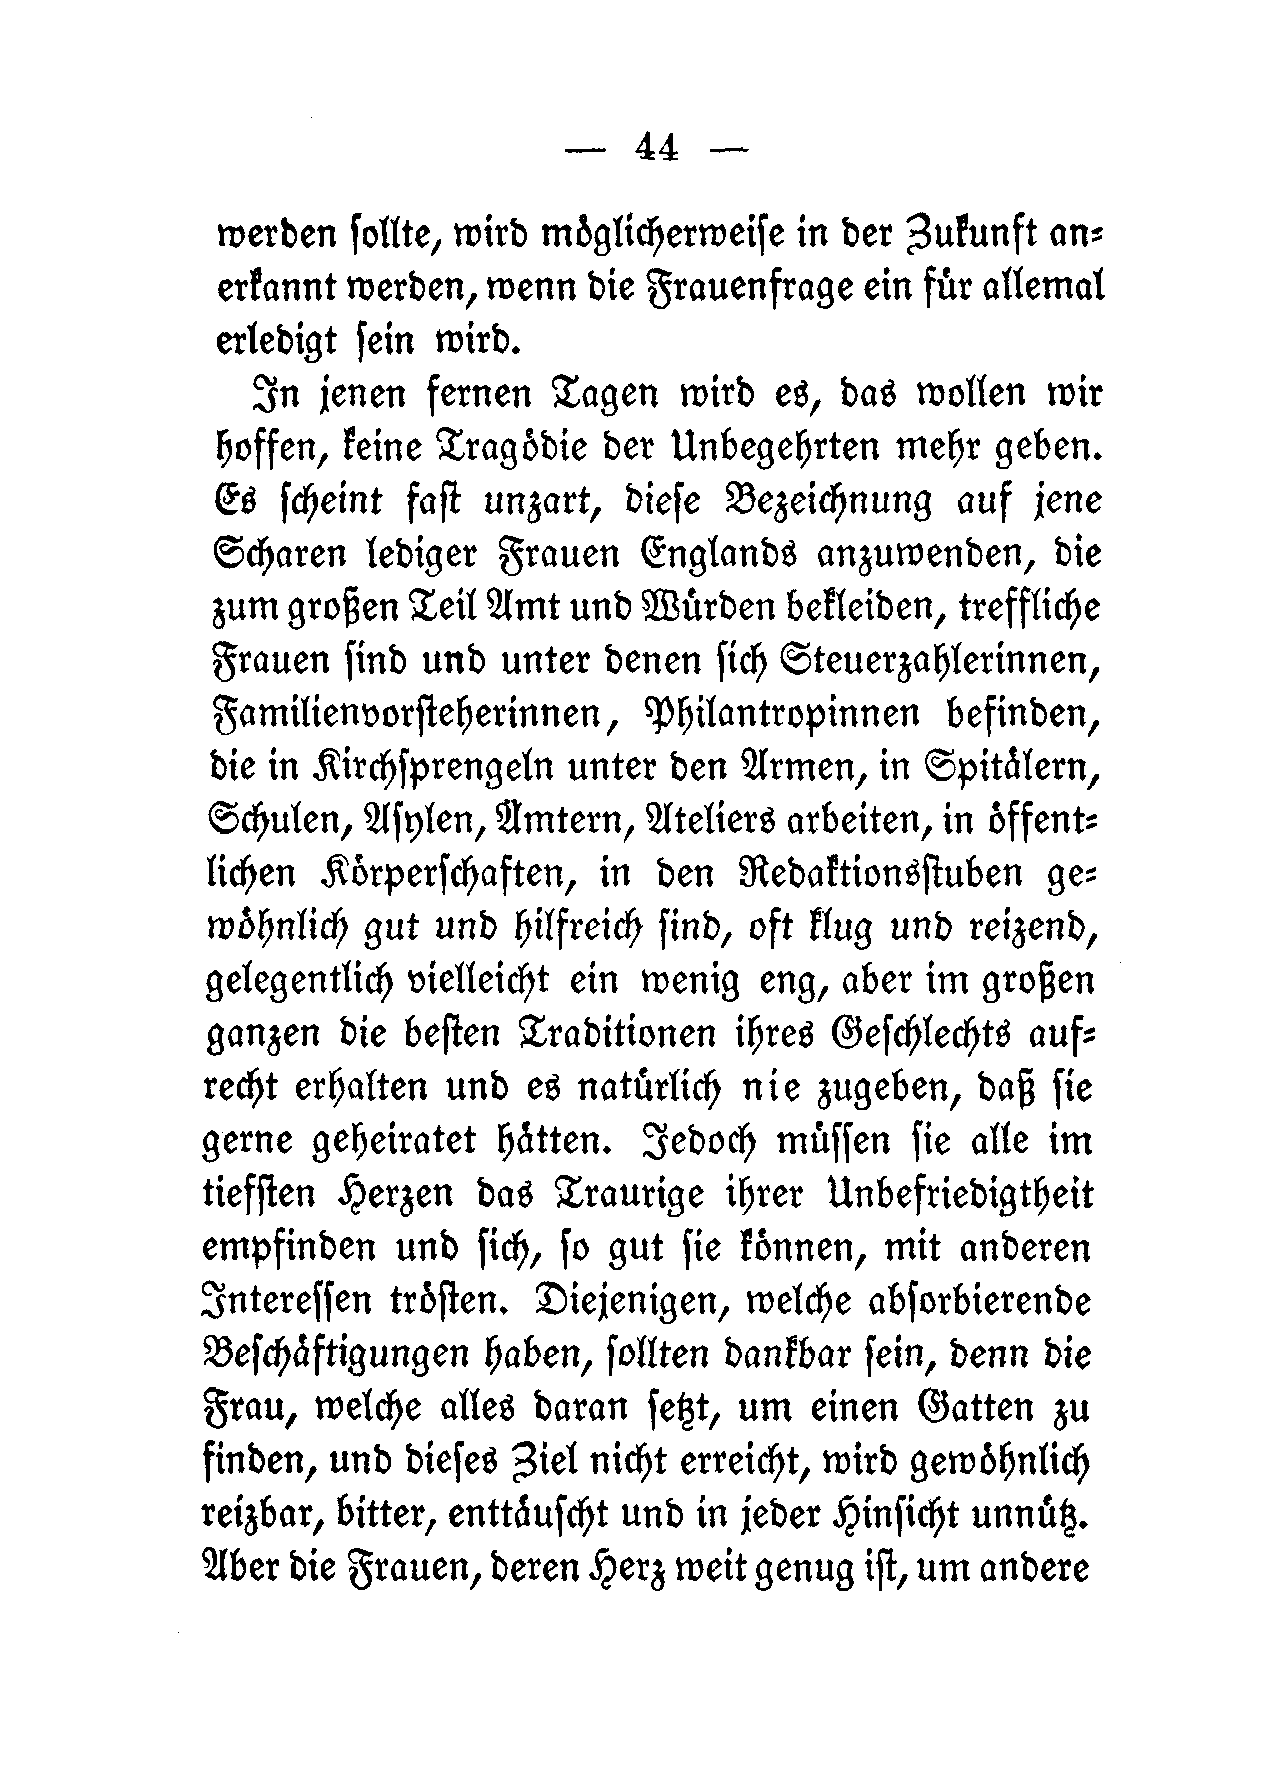 — 44 —
werden ſollte, wird möglicherweiſe in der Zukunft an⸗
erkannt werden, wenn die Frauenfrage ein für allemal
erledigt ſein wird.
In jenen fernen Tagen wird es, das wollen wir
hoffen, keine Tragödie der Unbegehrten mehr geben.
Es ſcheint faſt unzart, dieſe Bezeichnung auf jene
Scharen lediger Frauen Englands anzuwenden, die
zum großen Teil Amt und Würden bekleiden, treffliche
Frauen ſind und unter denen ſich Steuerzahlerinnen,
Familienvorſteherinnen, Philantropinnen befinden,
die in Kirchſprengeln unter den Armen, in Spitälern,
Schulen, Aſylen, Ämtern, Ateliers arbeiten, in öffent⸗
lichen Körperſchaften, in den Redaktionsſtuben ge⸗
wöhnlich gut und hilfreich ſind, oft klug und reizend,
gelegentlich vielleicht ein wenig eng, aber im großen
ganzen die beſten Traditionen ihres Geſchlechts auf⸗
recht erhalten und es natürlich nie zugeben, daß ſie
gerne geheiratet hätten. Jedoch müſſen ſie alle im
tiefſten Herzen das Traurige ihrer Unbefriedigtheit
empfinden und ſich, ſo gut ſie können, mit anderen
Intereſſen tröſten. Diejenigen, welche abſorbierende
Beſchäftigungen haben, ſollten dankbar ſein, denn die
Frau, welche alles daran ſetzt, um einen Gatten zu
finden, und dieſes Ziel nicht erreicht, wird gewöhnlich
reizbar, bitter, enttäuſcht und in jeder Hinſicht unnütz.
Aber die Frauen, deren Herz weit genug iſt, um andere